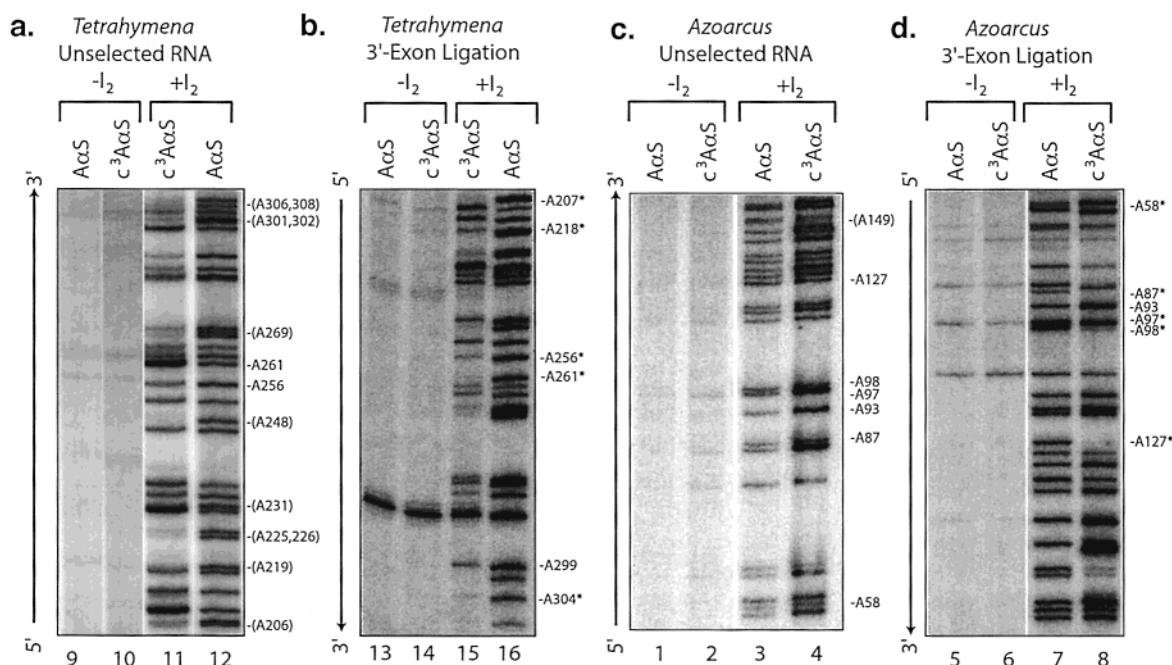 a.
Tetrahymena
Unselected RNA
-I2 +I2
AαS c3AαS c3AαS AαS
3'
-(A306,308)
-(A301,302)
-(A269)
-A261
-A256
-(A248)
-(A231)
-(A225,226)
-(A219)
-(A206)
5'
9 10 11 12
b.
Tetrahymena
3'-Exon Ligation
-I2 +I2
AαS c3AαS c3AαS AαS
5'
-A207*
-A218*
-A256*
-A261*
-A299
-A304*
3'
13 14 15 16
c.
Azoarcus
Unselected RNA
-I2 +I2
AαS c3AαS AαS c3AαS
3'
-(A149)
-A127
-A98
-A97
-A93
-A87
-A58
5'
1 2 3 4
d.
Azoarcus
3'-Exon Ligation
-I2 +I2
AαS c3AαS AαS c3AαS
5'
-A58*
-A87*
-A93
-A97*
-A98*
-A127*
3'
5 6 7 8